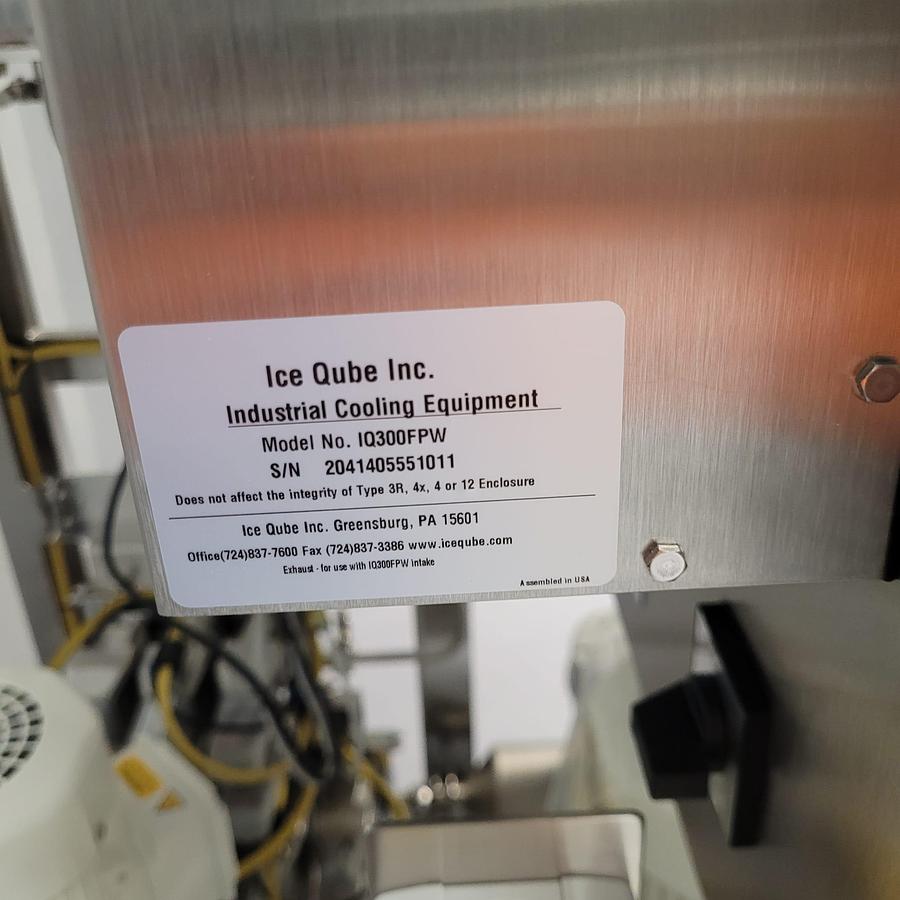 Ice Qube Inc.
Industrial Cooling Equipment
Model No. IQ300FPW
S/N 2041405551011
Does not affect the integrity of Type 3R, 4x, 4 or 12 Enclosure
Ice Qube Inc. Greensburg, PA 15601
Office(724)837-7600 Fax (724)837-3386 www.iceqube.com
Exhaust - for use with IQ300FPW intake
Assembled in USA